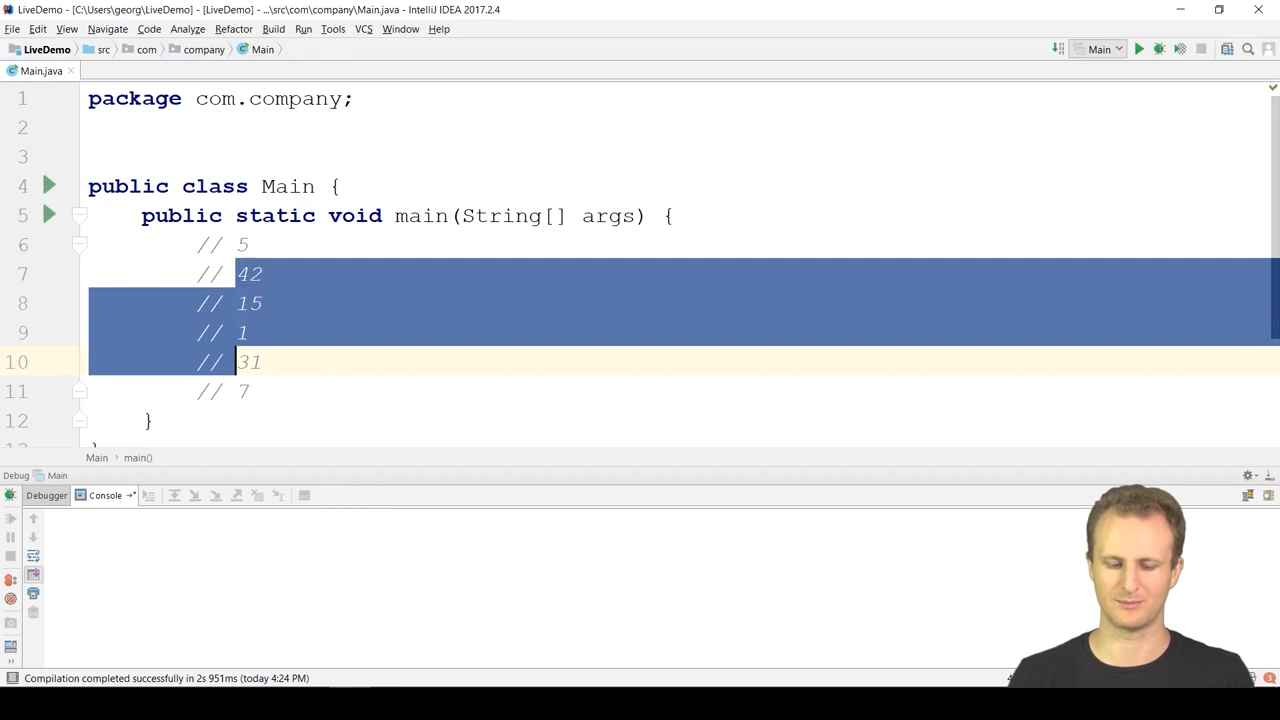 LiveDemo - [C:\Users\georg\LiveDemo] - [LiveDemo] - ...\src\com\company\Main.java - IntelliJ IDEA 2017.2.4
File Edit View Navigate Code Analyze Refactor Build Run Tools VCS Window Help
LiveDemo src com company Main Main
Main.java
1 package com.company;
2
3
4 public class Main {
5 public static void main(String[] args) {
6 // 5
7 // 42
8 // 15
9 // 1
10 // 31
11 // 7
12 }
Main main()
Debug Main
Debugger Console
Compilation completed successfully in 2s 951ms (today 4:24 PM)